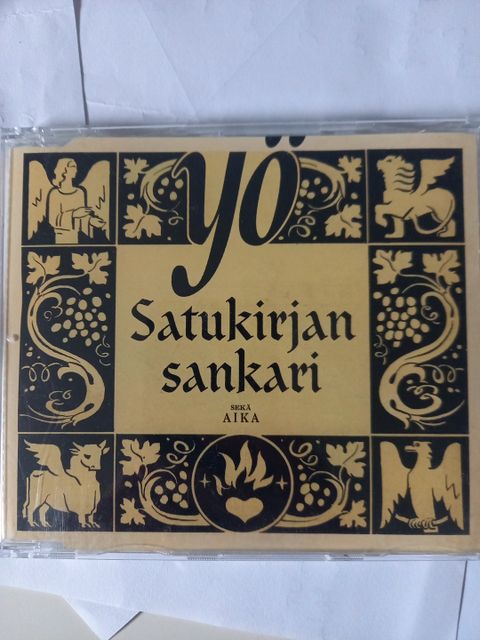 yö
Satukirjan
sankari
SEKÄ
AIKA